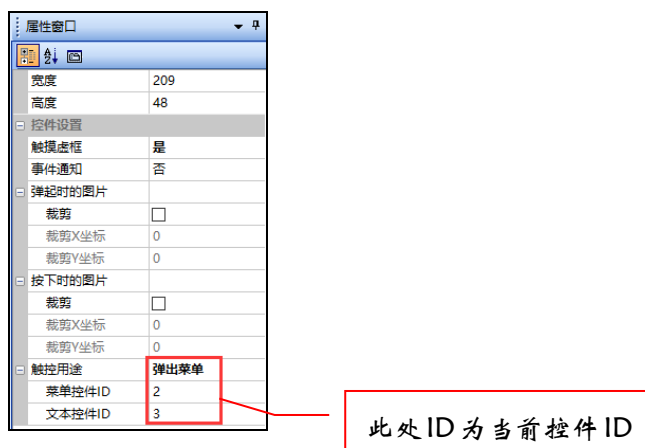 属性窗口
宽度 209
高度 48
控件设置
触摸虚框 是
事件通知 否
弹起时的图片
裁剪
裁剪X坐标 0
裁剪Y坐标 0
按下时的图片
裁剪
裁剪X坐标 0
裁剪Y坐标 0
触控用途 弹出菜单
菜单控件ID 2
文本控件ID 3
此处ID为当前控件ID